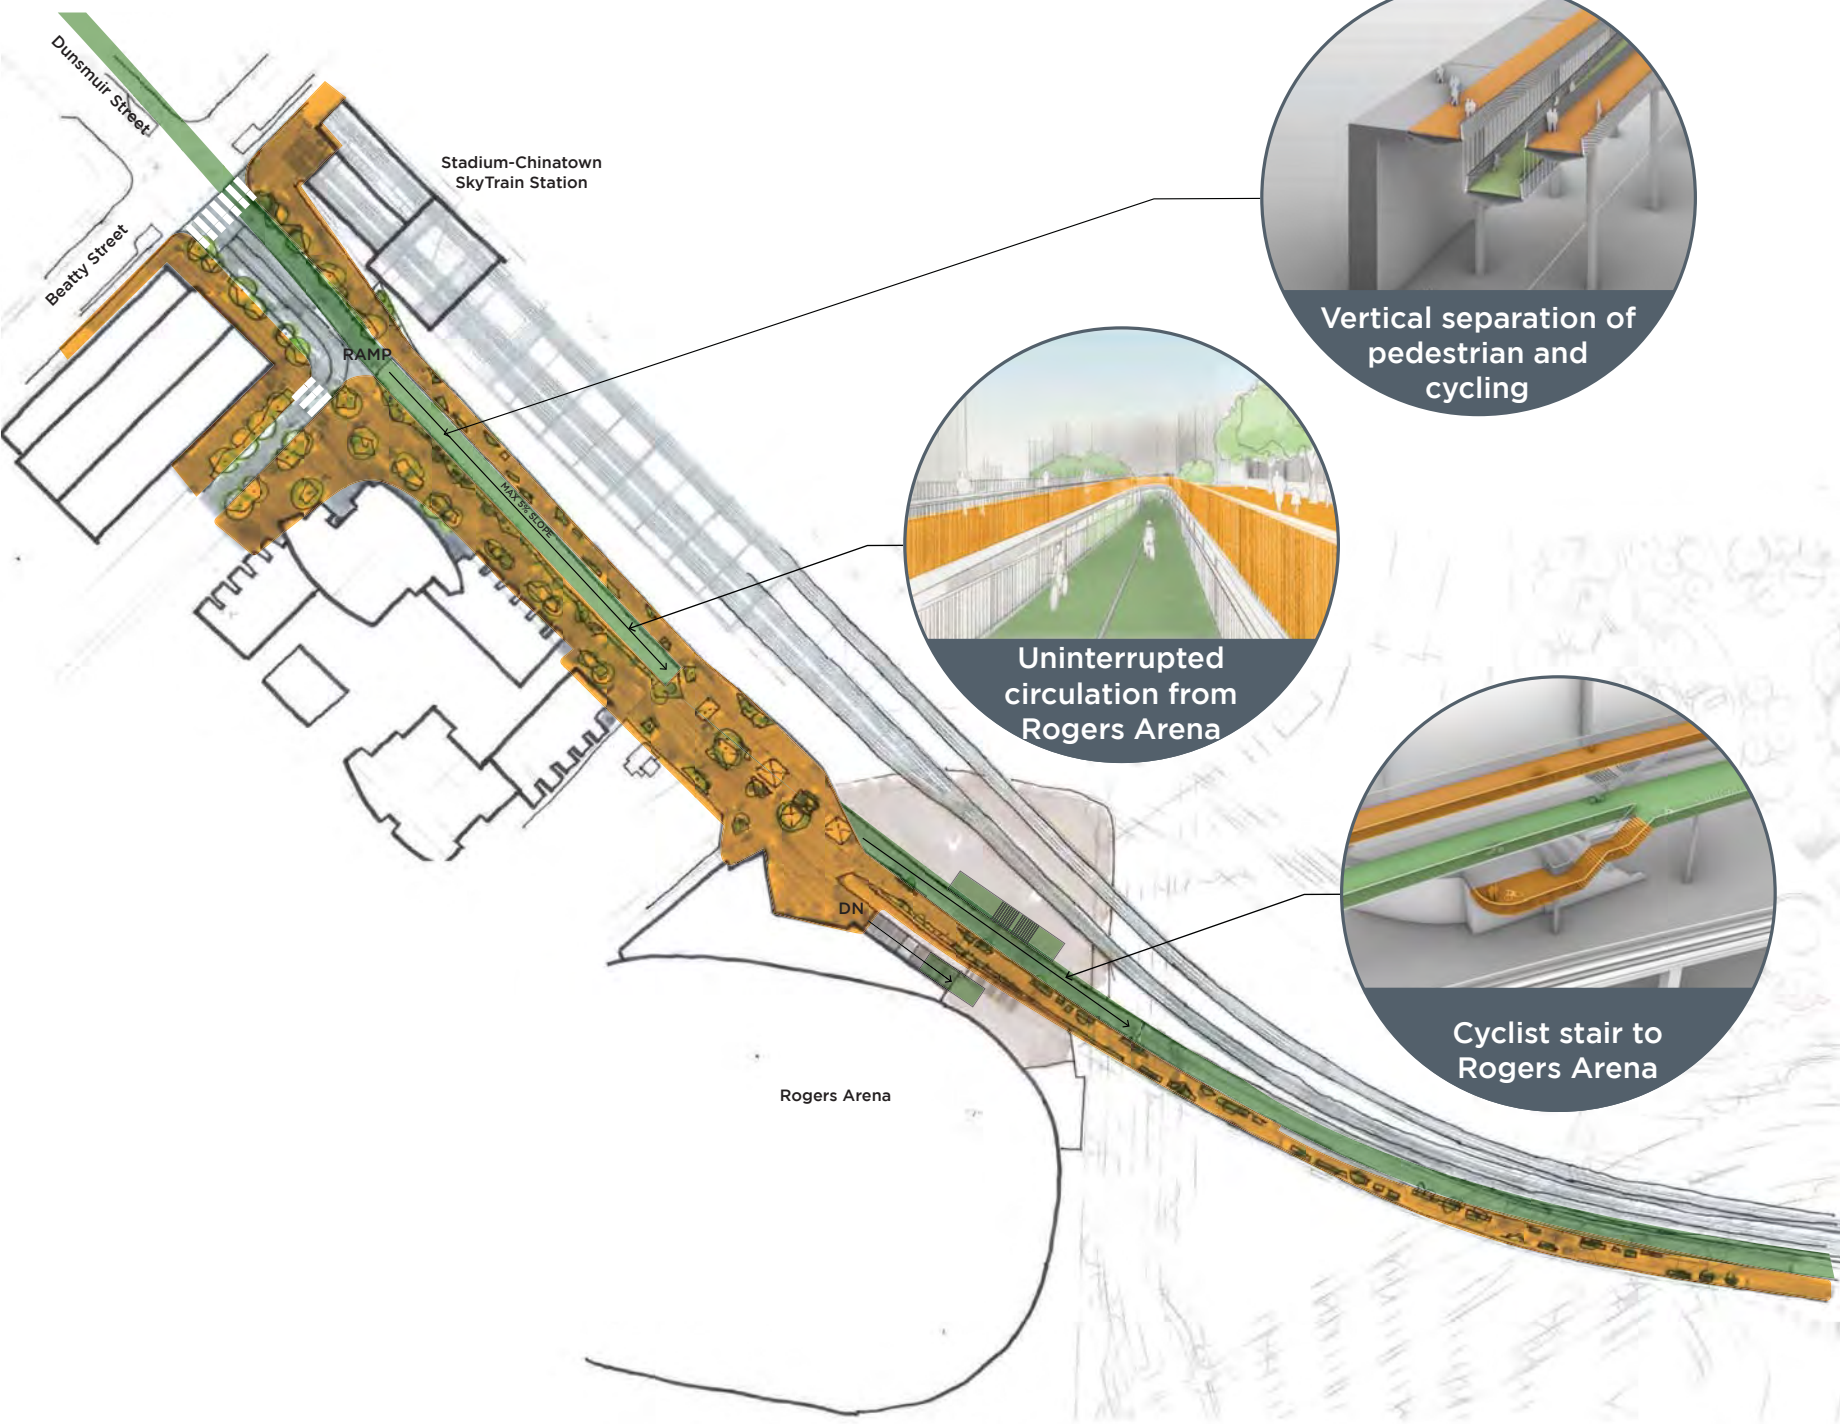 Dunsmuir Street
Stadium-Chinatown
SkyTrain Station
Beatty Street
RAMP
MAX 5% SLOPE
Vertical separation of
pedestrian and
cycling
Uninterrupted
circulation from
Rogers Arena
DN
Cyclist stair to
Rogers Arena
Rogers Arena